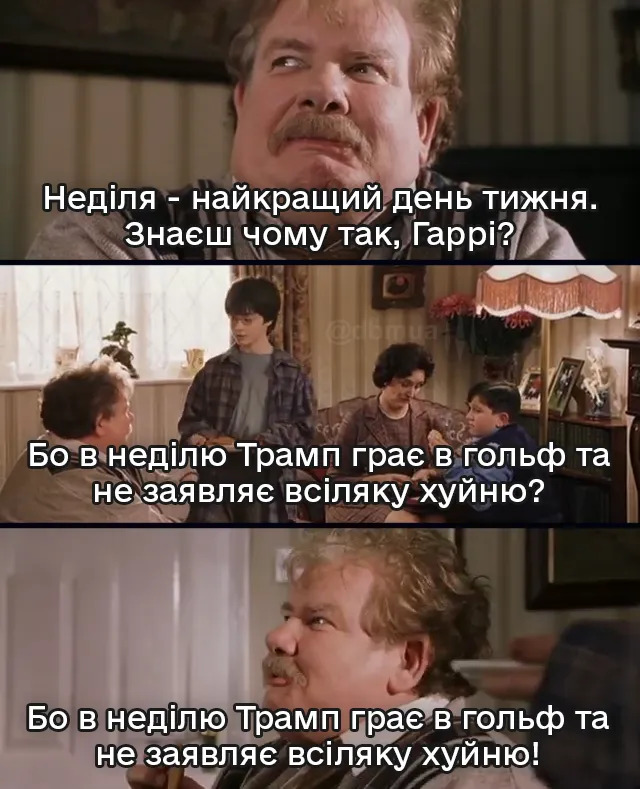 Неділя - найкращий день тижня.
Знаєш чому так, Гаррі?
@dbmua
Бо в неділю Трамп грає в гольф та
не заявляє всіляку хуйню?
Бо в неділю Трамп грає в гольф та
не заявляє всіляку хуйню!